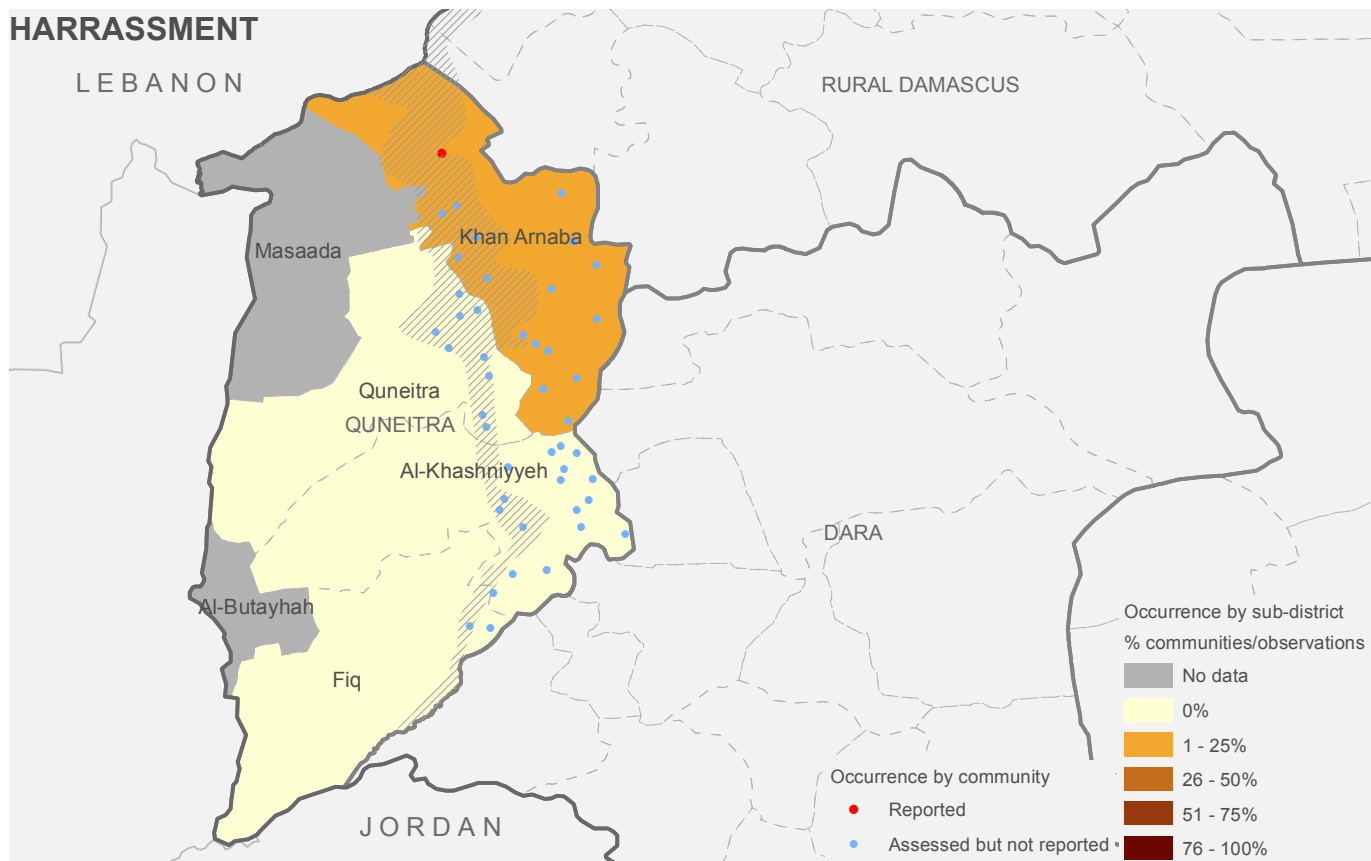 HARRASSMENT
LEBANON
RURAL DAMASCUS
Masaada
Khan Arnaba
Quneitra
QUNEITRA
Al-Khashniyyeh
DARA
Al-Butayhah
Fiq
JORDAN
Occurrence by sub-district
% communities/observations
No data
0%
1 - 25%
26 - 50%
51 - 75%
76 - 100%
Occurrence by community
Reported
Assessed but not reported